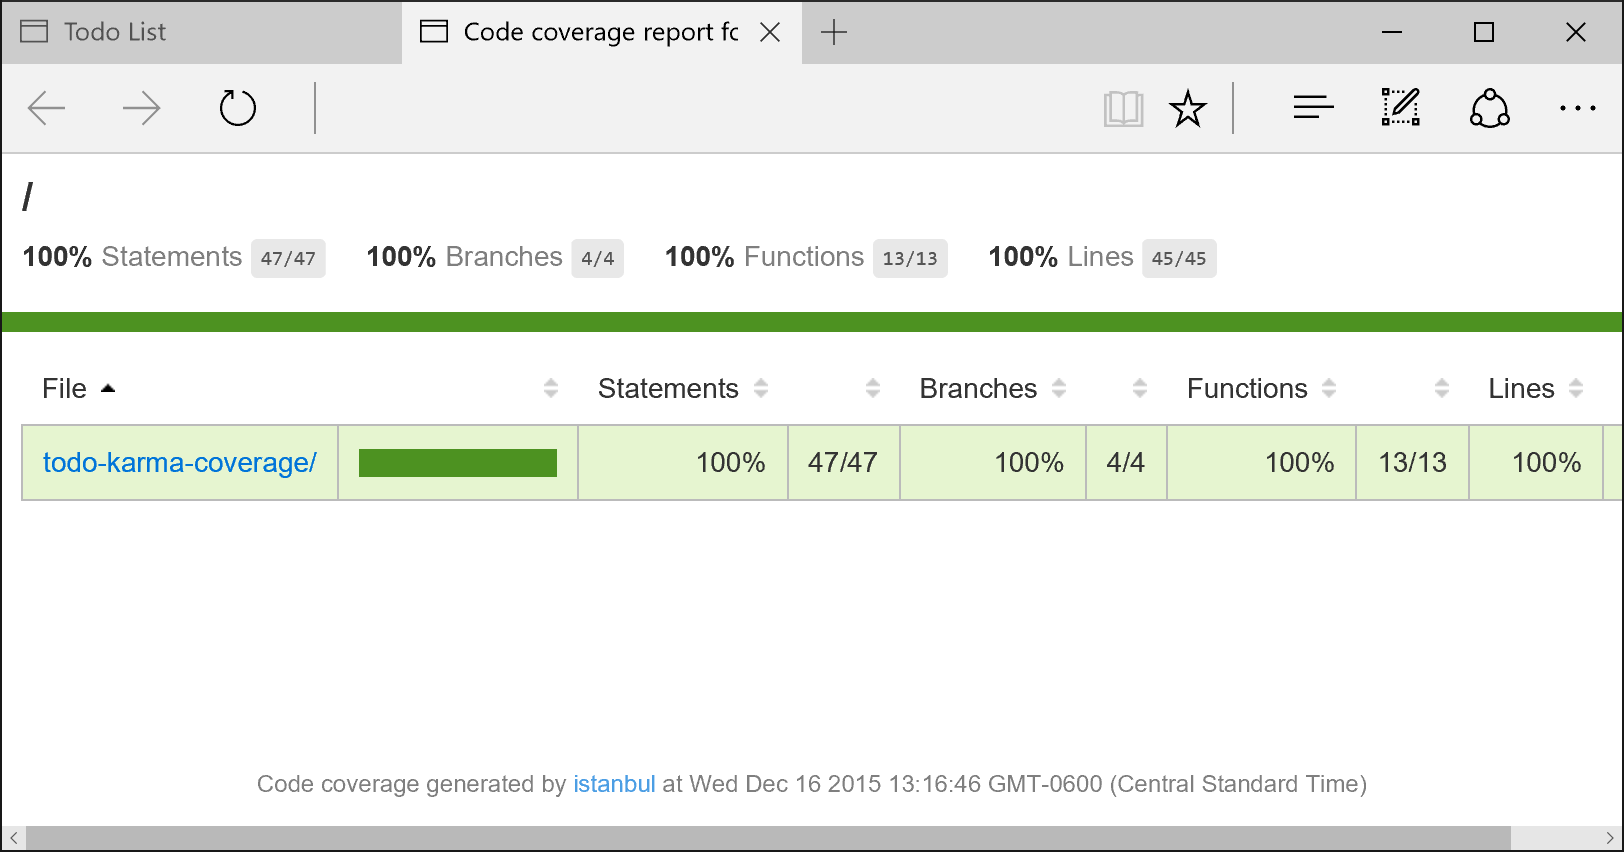 Todo List
Code coverage report fo
/
100% Statements 47/47 100% Branches 4/4 100% Functions 13/13 100% Lines 45/45
File Statements Branches Functions Lines
todo-karma-coverage/ 100% 47/47 100% 4/4 100% 13/13 100%
Code coverage generated by istanbul at Wed Dec 16 2015 13:16:46 GMT-0600 (Central Standard Time)